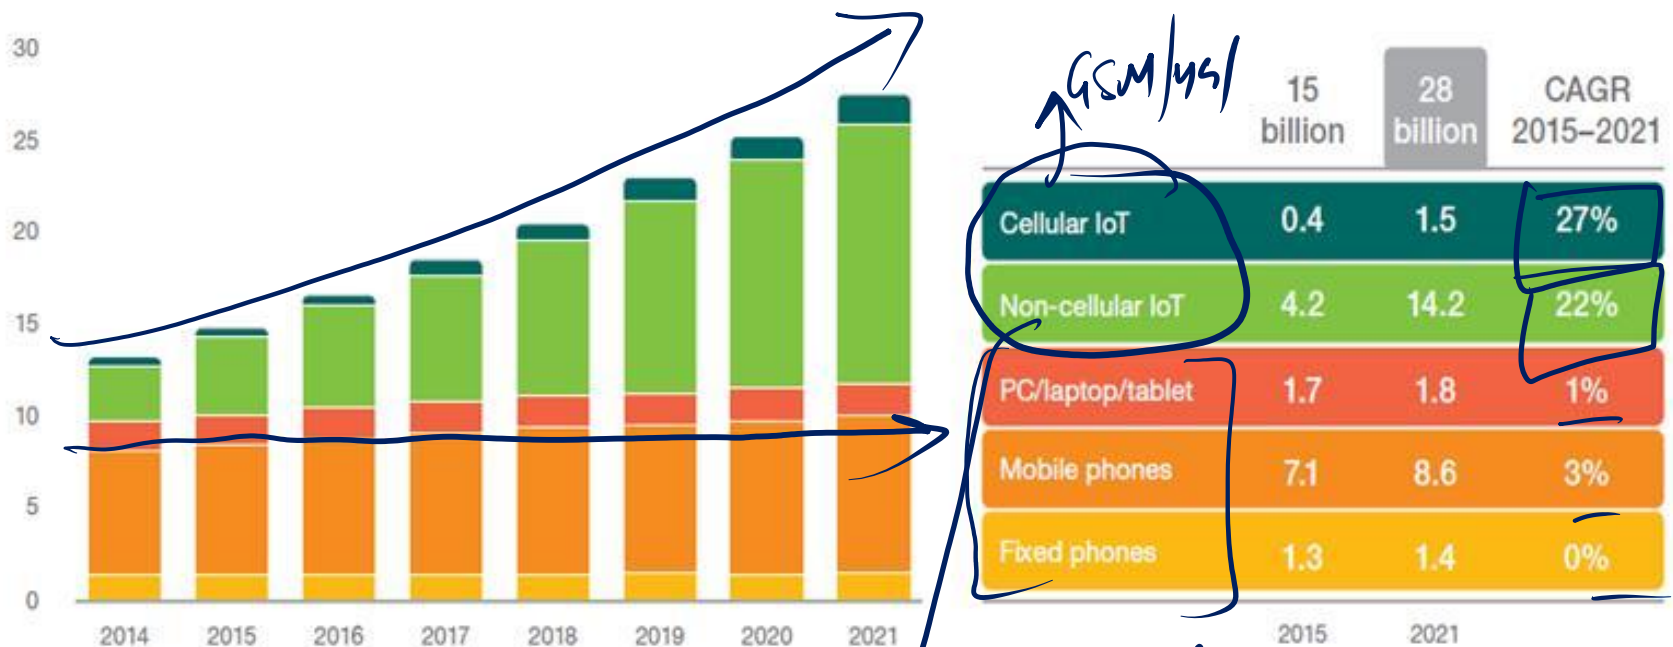 30
25
20
15
10
5
0
2014 2015 2016 2017 2018 2019 2020 2021
GSM/4G/
15 billion 28 billion CAGR 2015–2021
Cellular IoT 0.4 1.5 27%
Non-cellular IoT 4.2 14.2 22%
PC/laptop/tablet 1.7 1.8 1%
Mobile phones 7.1 8.6 3%
Fixed phones 1.3 1.4 0%
2015 2021